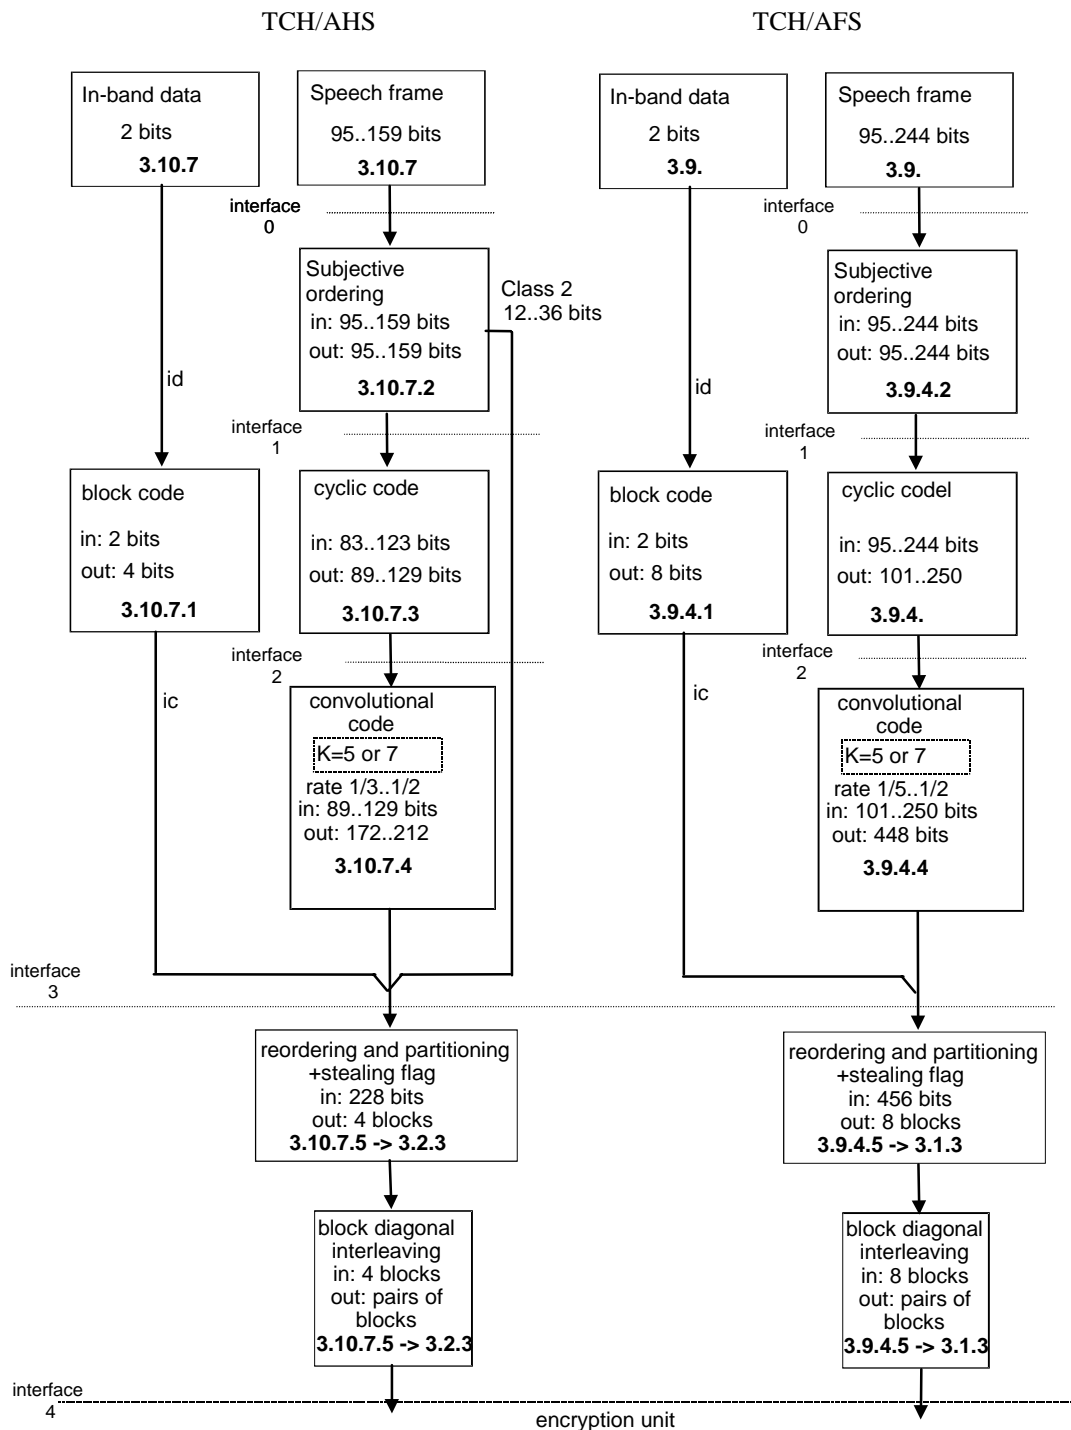 TCH/AHS
TCH/AFS
In-band data
2 bits
3.10.7
Speech frame
95..159 bits
3.10.7
In-band data
2 bits
3.9.
Speech frame
95..244 bits
3.9.
interface
0
interface
0
Subjective
ordering
in: 95..159 bits
out: 95..159 bits
3.10.7.2
Class 2
12..36 bits
Subjective
ordering
in: 95..244 bits
out: 95..244 bits
3.9.4.2
id
id
interface
1
interface
1
block code
in: 2 bits
out: 4 bits
3.10.7.1
cyclic code
in: 83..123 bits
out: 89..129 bits
3.10.7.3
block code
in: 2 bits
out: 8 bits
3.9.4.1
cyclic codel
in: 95..244 bits
out: 101..250
3.9.4.
interface
2
interface
2
ic
ic
convolutional
code
K=5 or 7
rate 1/3..1/2
in: 89..129 bits
out: 172..212
3.10.7.4
convolutional
code
K=5 or 7
rate 1/5..1/2
in: 101..250 bits
out: 448 bits
3.9.4.4
interface
3
reordering and partitioning
+stealing flag
in: 228 bits
out: 4 blocks
3.10.7.5 -> 3.2.3
reordering and partitioning
+stealing flag
in: 456 bits
out: 8 blocks
3.9.4.5 -> 3.1.3
block diagonal
interleaving
in: 4 blocks
out: pairs of
blocks
3.10.7.5 -> 3.2.3
block diagonal
interleaving
in: 8 blocks
out: pairs of
blocks
3.9.4.5 -> 3.1.3
interface
4
encryption unit